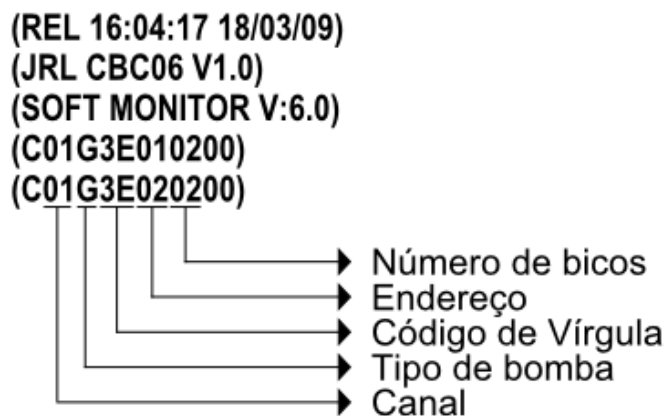 (REL 16:04:17 18/03/09)
(JRL CBC06 V1.0)
(SOFT MONITOR V:6.0)
(C01G3E010200)
(C01G3E020200)
Número de bicos
Endereço
Código de Vírgula
Tipo de bomba
Canal